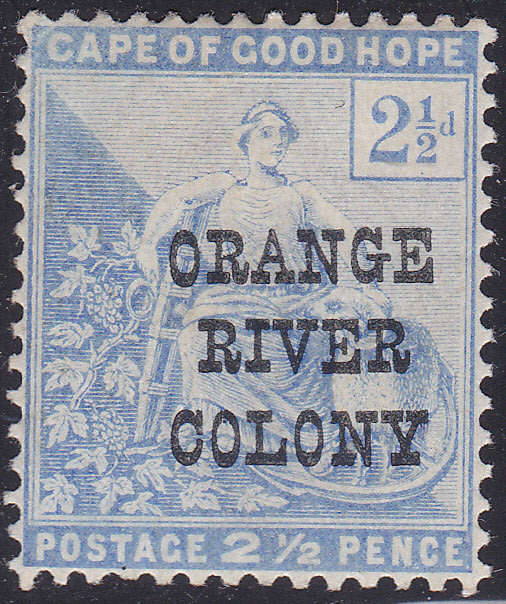 CAPE OF GOOD HOPE
2½d
ORANGE
RIVER
COLONY
POSTAGE 2 ½ PENCE